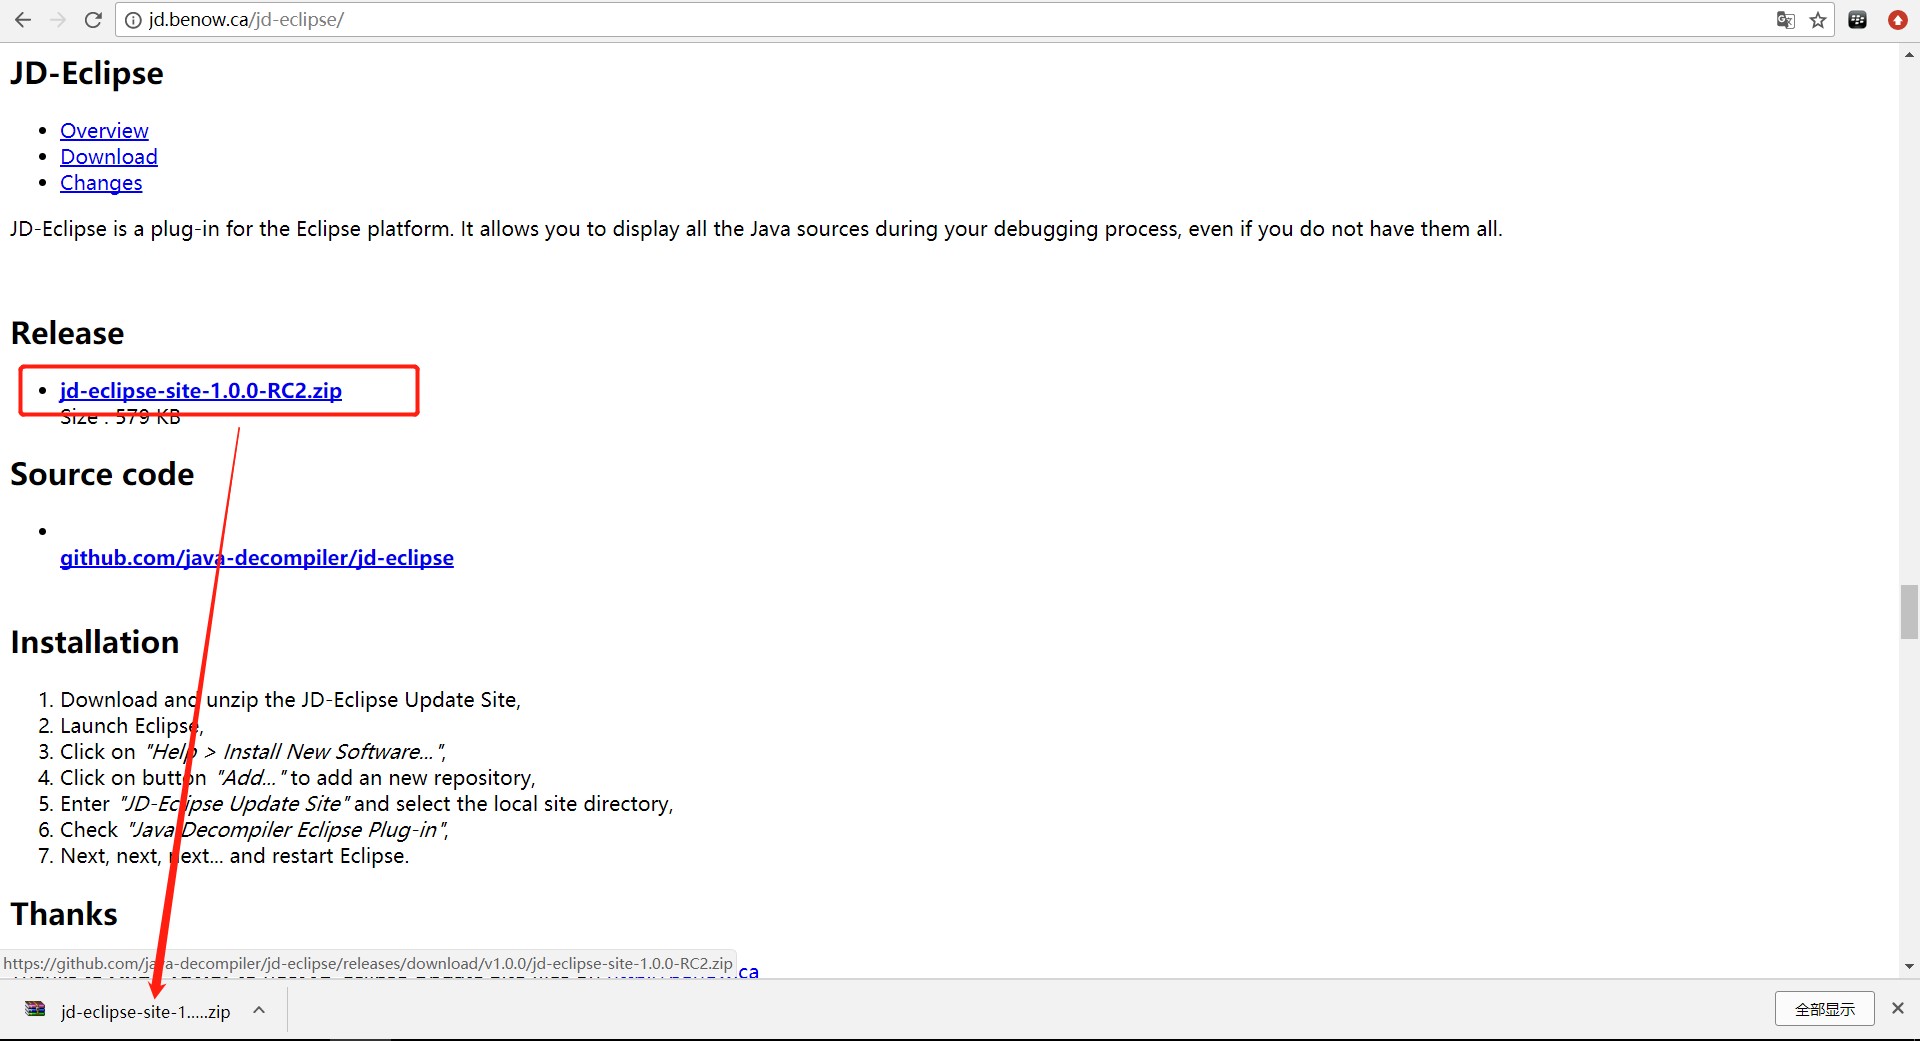 jd.benow.ca/jd-eclipse/
JD-Eclipse
Overview
Download
Changes
JD-Eclipse is a plug-in for the Eclipse platform. It allows you to display all the Java sources during your debugging process, even if you do not have them all.
Release
jd-eclipse-site-1.0.0-RC2.zip
Size : 579 KB
Source code
github.com/java-decompiler/jd-eclipse
Installation
1. Download and unzip the JD-Eclipse Update Site,
2. Launch Eclipse,
3. Click on "Help > Install New Software...",
4. Click on button "Add..." to add an new repository,
5. Enter "JD-Eclipse Update Site" and select the local site directory,
6. Check "Java Decompiler Eclipse Plug-in",
7. Next, next, next... and restart Eclipse.
Thanks
https://github.com/java-decompiler/jd-eclipse/releases/download/v1.0.0/jd-eclipse-site-1.0.0-RC2.zip
jd-eclipse-site-1.....zip
全部显示